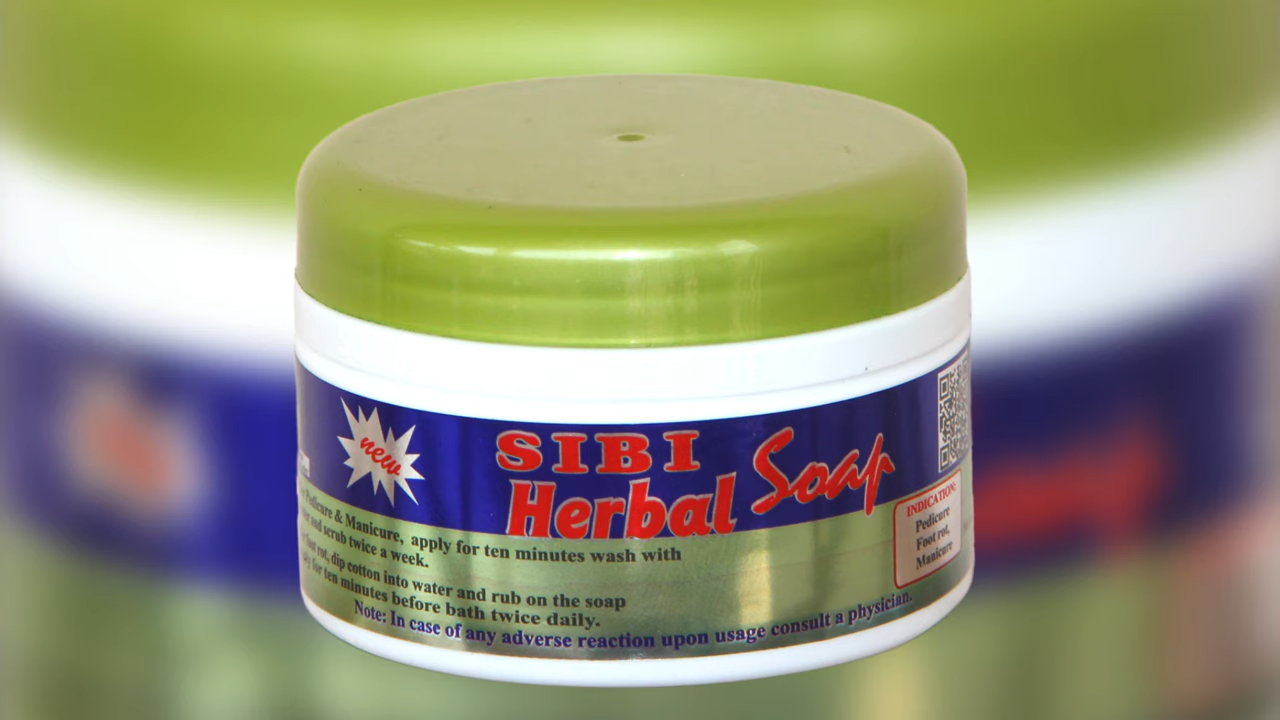 new
SIBI
Herbal Soap
INDICATION:
Pedicure
Foot rot,
Manicure
Pedicure & Manicure, apply for ten minutes wash with
and scrub twice a week.
rot, dip cotton into water and rub on the soap
for ten minutes before bath twice daily.
Note: In case of any adverse reaction upon usage consult a physician.